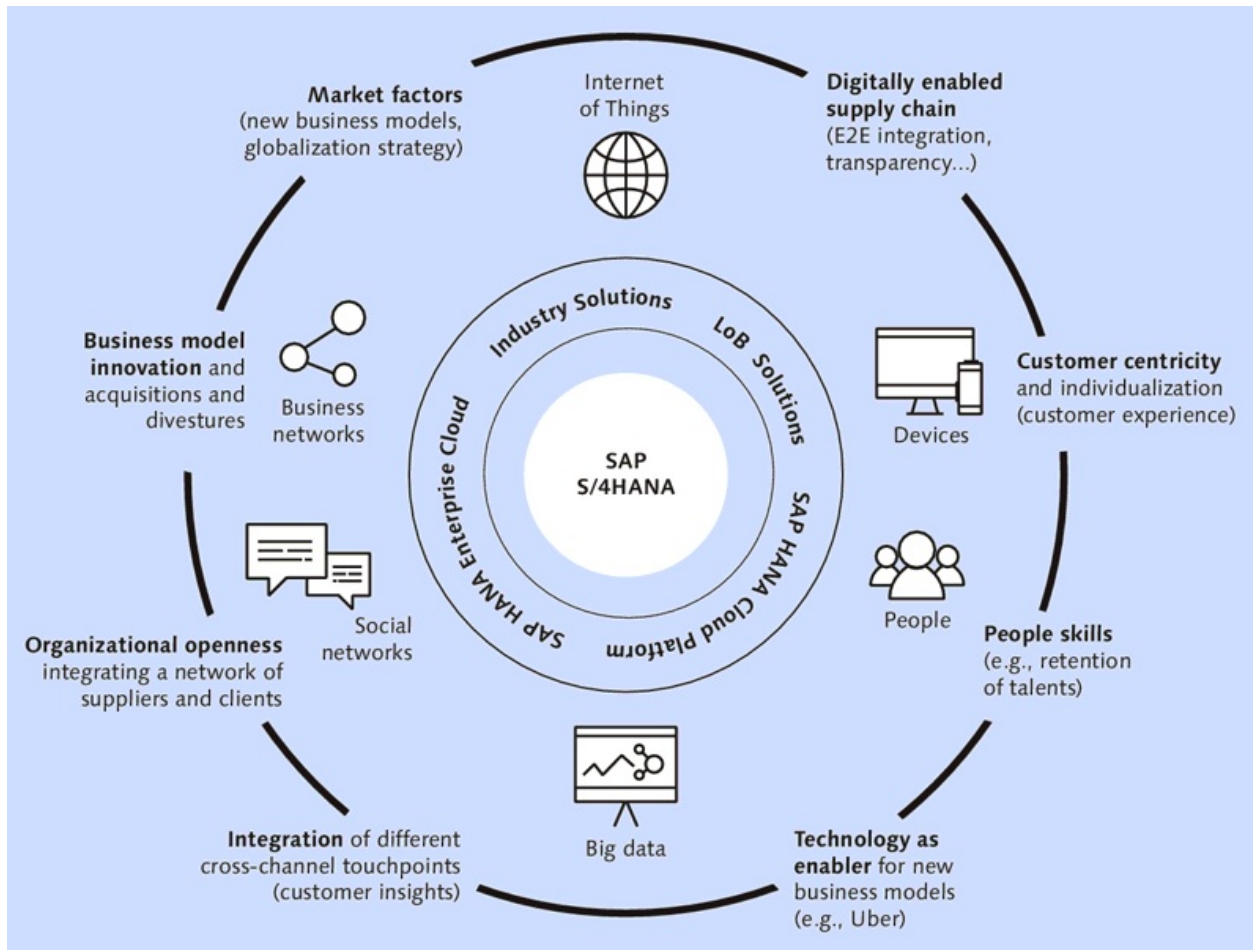 Internet
of Things
Market factors
(new business models,
globalization strategy)
Digitally enabled
supply chain
(E2E integration,
transparency...)
Industry Solutions
LoB Solutions
SAP HANA Cloud Platform
SAP HANA Enterprise Cloud
SAP
S/4HANA
Business model
innovation and
acquisitions and
divestures
Business
networks
Devices
Customer centricity
and individualization
(customer experience)
Social
networks
People
Organizational openness
integrating a network of
suppliers and clients
People skills
(e.g., retention
of talents)
Big data
Integration of different
cross-channel touchpoints
(customer insights)
Technology as
enabler for new
business models
(e.g., Uber)